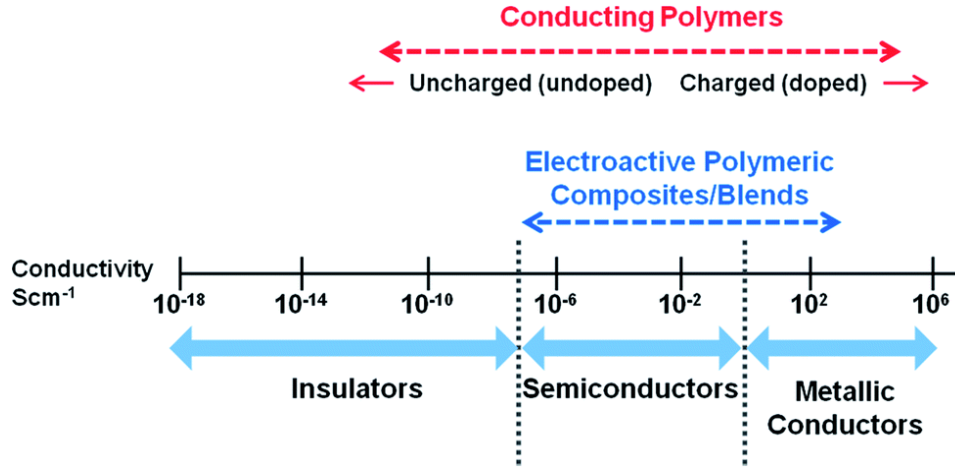 Conducting Polymers
Uncharged (undoped) Charged (doped)
Electroactive Polymeric
Composites/Blends
Conductivity
Scm⁻¹
10⁻¹⁸ 10⁻¹⁴ 10⁻¹⁰ 10⁻⁶ 10⁻² 10² 10⁶
Insulators Semiconductors Metallic
Conductors